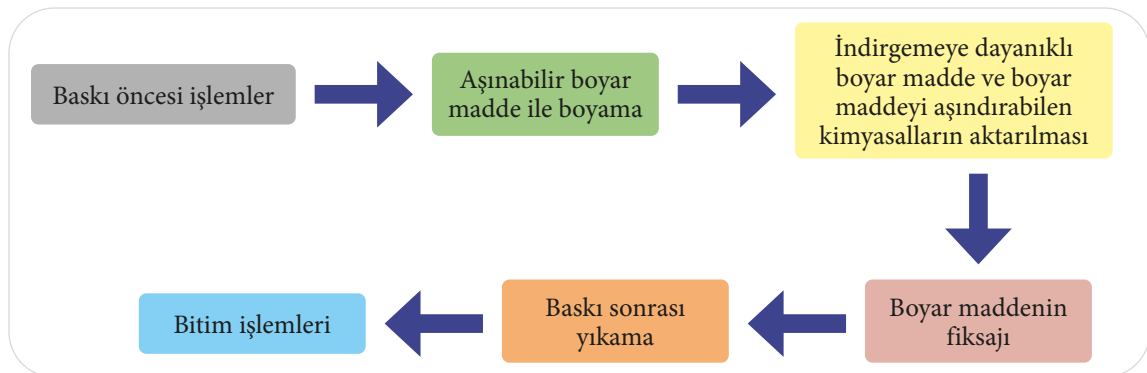 Baskı öncesi işlemler
Aşınabilir boyar
madde ile boyama
İndirgemeye dayanıklı
boyar madde ve boyar
maddeyi aşındırabilen
kimyasalların aktarılması
Boyar maddenin
fiksajı
Baskı sonrası
yıkama
Bitim işlemleri